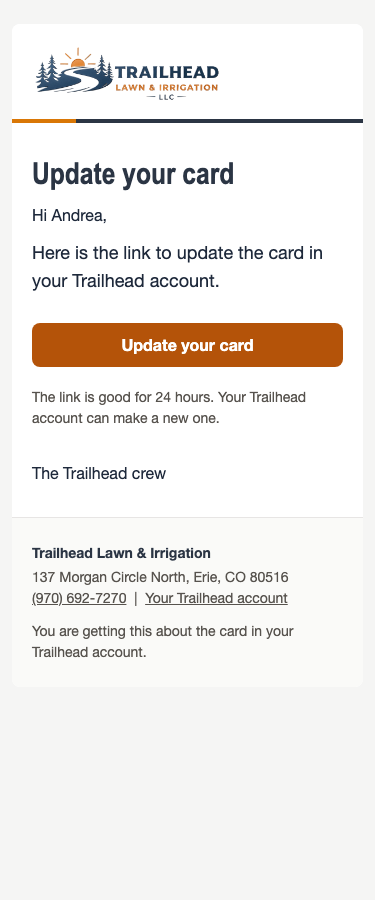 TRAILHEAD
LAWN & IRRIGATION
LLC
Update your card
Hi Andrea,
Here is the link to update the card in
your Trailhead account.
Update your card
The link is good for 24 hours. Your Trailhead
account can make a new one.
The Trailhead crew
Trailhead Lawn & Irrigation
137 Morgan Circle North, Erie, CO 80516
(970) 692-7270 | Your Trailhead account
You are getting this about the card in your
Trailhead account.